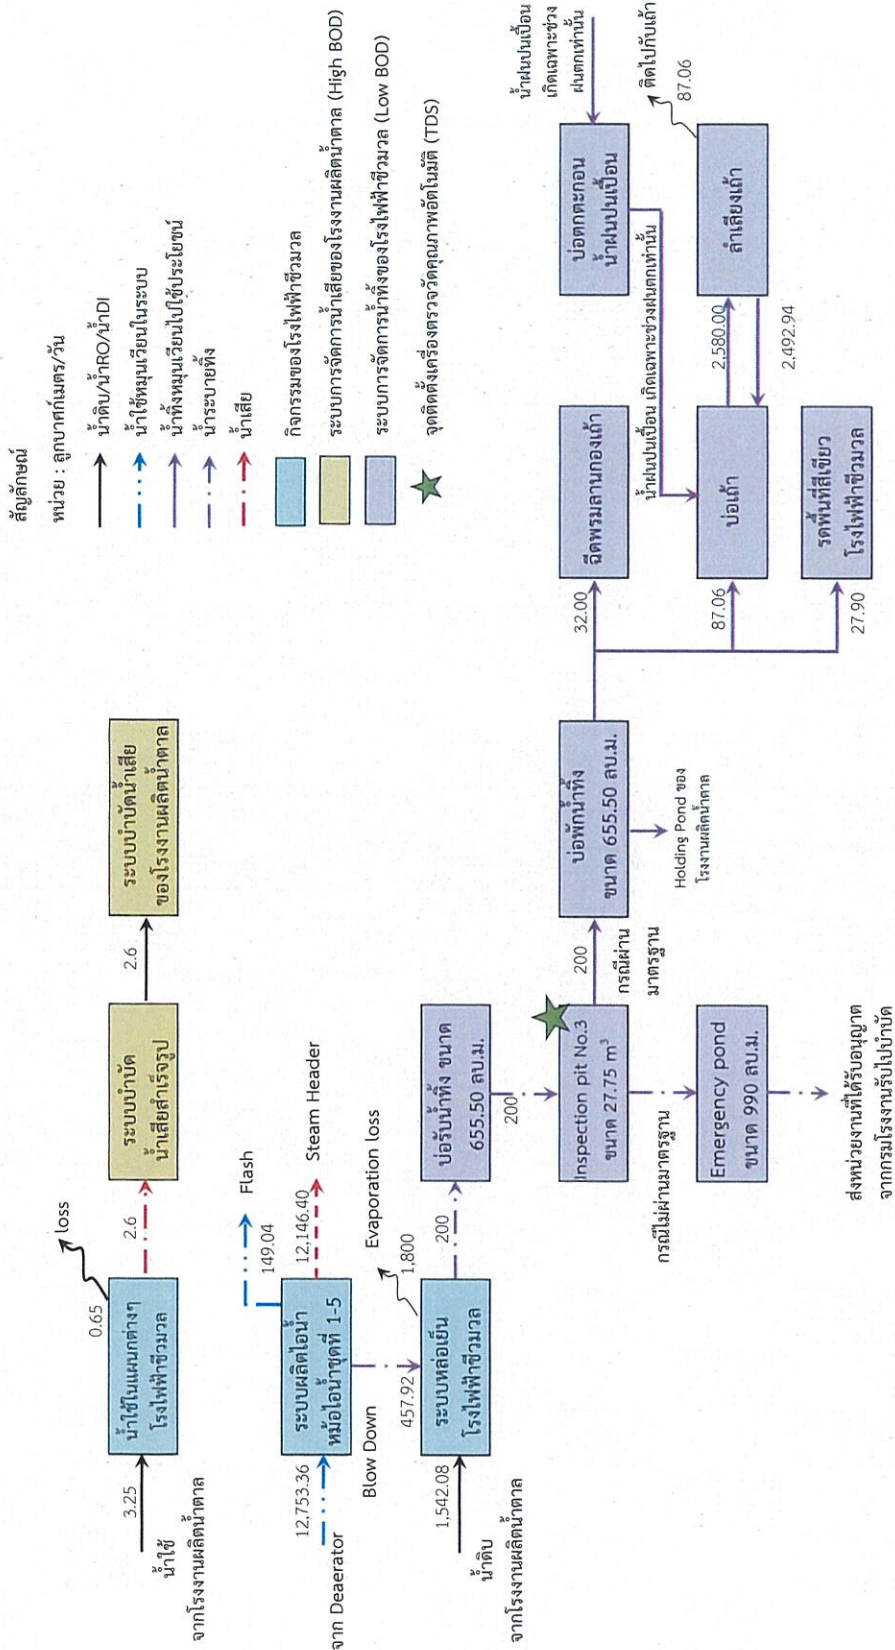 สัญลักษณ์
หน่วย : ลูกบาศก์เมตร/วัน
น้ำดิบ/น้ำRO/น้ำDI
น้ำใช้หมุนเวียนในระบบ
น้ำทิ้งหมุนเวียนไปใช้ประโยชน์
น้ำระบายทิ้ง
น้ำเสีย
กิจกรรมของโรงไฟฟ้าชีวมวล
ระบบการจัดการน้ำเสียของโรงงานผลิตน้ำตาล (High BOD)
ระบบการจัดการน้ำทิ้งของโรงไฟฟ้าชีวมวล (Low BOD)
จุดติดตั้งเครื่องตรวจวัดคุณภาพอัตโนมัติ (TDS)
3.25
น้ำใช้
จากโรงงานผลิตน้ำตาล
น้ำใช้ในแผนกต่างๆ
โรงไฟฟ้าชีวมวล
0.65
loss
2.6
ระบบบำบัด
น้ำเสียสำเร็จรูป
2.6
ระบบบำบัดน้ำเสีย
ของโรงงานผลิตน้ำตาล
จาก Deaerator
12,753.36
ระบบผลิตไอน้ำ
หม้อไอน้ำชุดที่ 1-5
149.04
Flash
12,146.40
Steam Header
Blow Down
457.92
1,542.08
น้ำดิบ
จากโรงงานผลิตน้ำตาล
ระบบหล่อเย็น
โรงไฟฟ้าชีวมวล
1,800
Evaporation loss
200
บ่อรับน้ำทิ้ง ขนาด
655.50 ลบ.ม.
200
Inspection pit No.3
ขนาด 27.75 m³
กรณีไม่ผ่านมาตรฐาน
Emergency pond
ขนาด 990 ลบ.ม.
ส่งหน่วยงานที่ได้รับอนุญาต
จากกรมโรงงานรับไปบำบัด
200
กรณีผ่าน
มาตรฐาน
บ่อพักน้ำทิ้ง
ขนาด 655.50 ลบ.ม.
Holding Pond ของ
โรงงานผลิตน้ำตาล
32.00
ฉีดพรมลานกองเถ้า
87.06
บ่อเถ้า
27.90
รดพื้นที่สีเขียว
โรงไฟฟ้าชีวมวล
น้ำฝนปนเปื้อน เกิดเฉพาะช่วงฝนตกเท่านั้น
2,580.00
2,492.94
บ่อตกตะกอน
น้ำฝนปนเปื้อน
น้ำฝนปนเปื้อน
เกิดเฉพาะช่วง
ฝนตกเท่านั้น
ลำเลียงเถ้า
ติดไปกับเถ้า
87.06